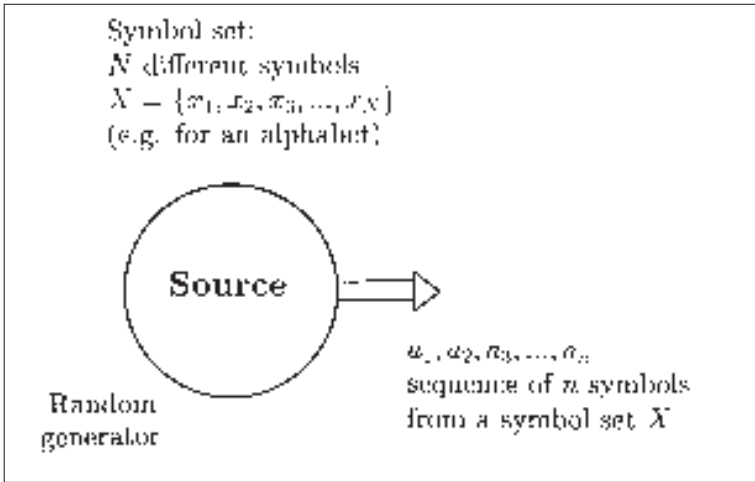 Symbol set:
N different symbols
X = {x₁, x₂, x₃, ..., x_N}
(e.g. for an alphabet)
Source
a₁, a₂, a₃, ..., aₙ
sequence of n symbols
from a symbol set X
Random
generator